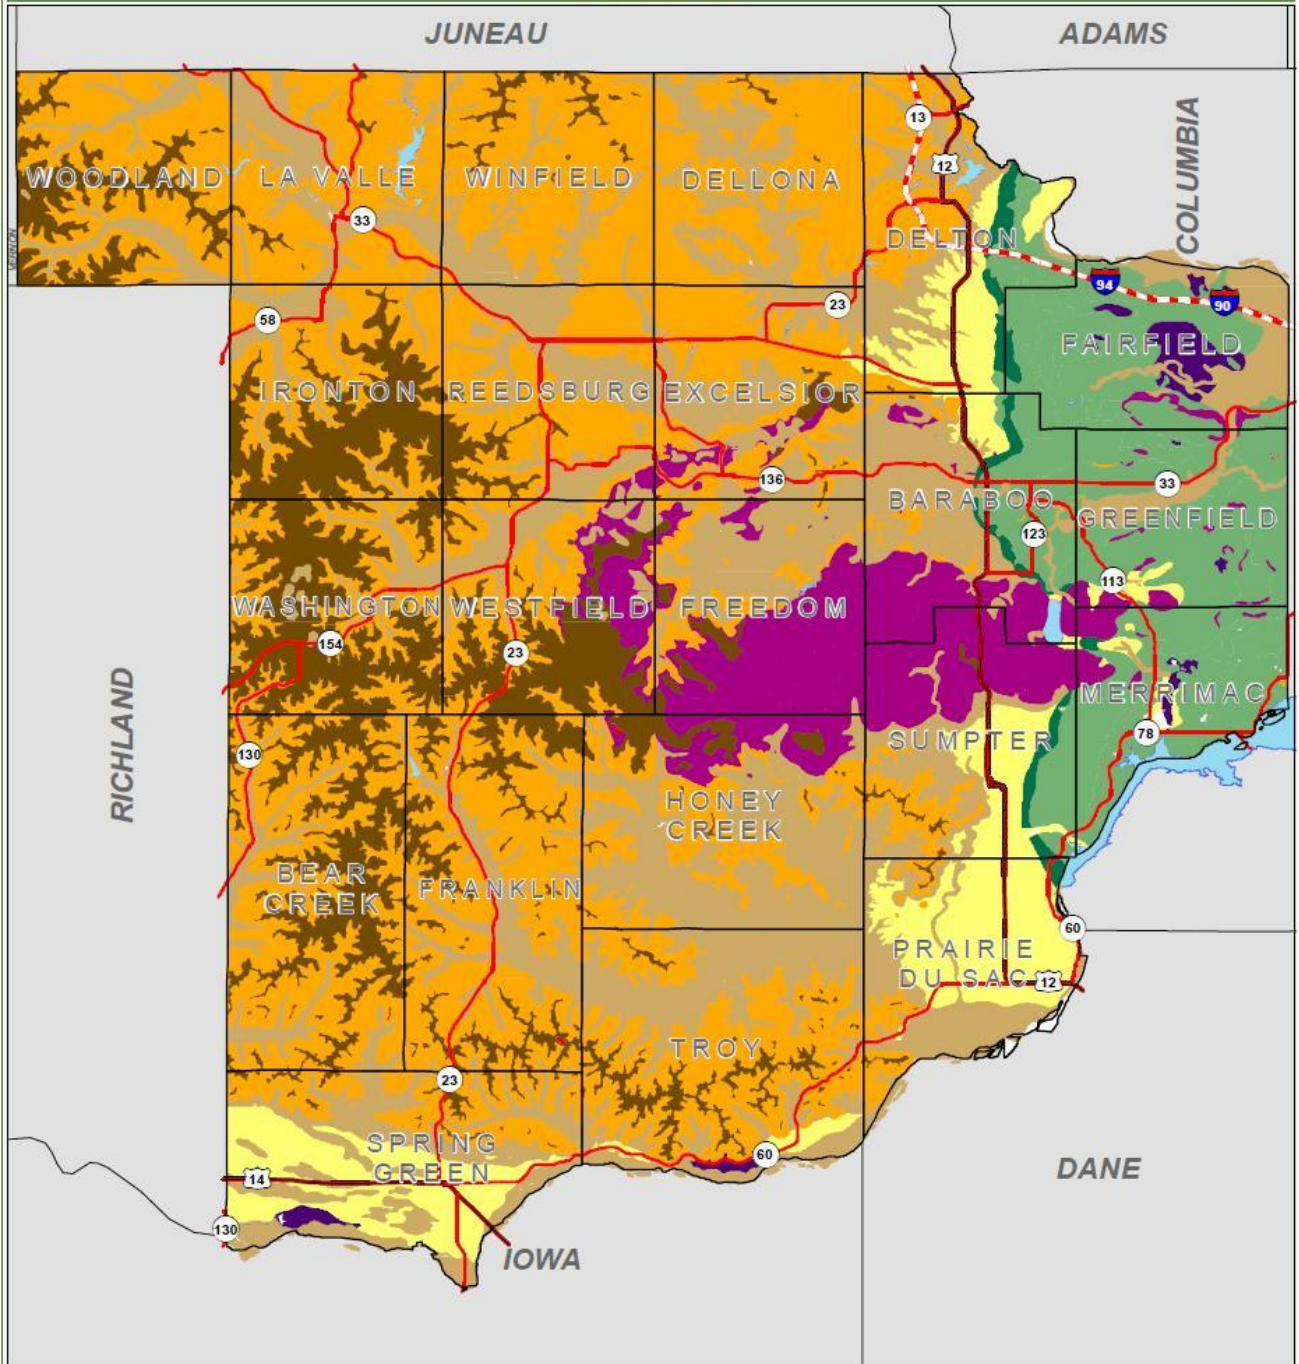 JUNEAU
ADAMS
COLUMBIA
13
12
WOODLAND
LA VALLE
WINFIELD
DELLONA
33
DELTON
VERNON
94
90
23
58
FAIRFIELD
IRONTON
REEDSBURG
EXCELSIOR
136
33
BARABOO
GREENFIELD
123
113
WASHINGTON
WESTFIELD
FREEDOM
154
23
RICHLAND
MERRIMAC
130
SUMPTER
78
HONEY
CREEK
BEAR
CREEK
FRANKLIN
60
PRAIRIE
DU SAC
12
TROY
23
SPRING
GREEN
60
14
DANE
130
IOWA